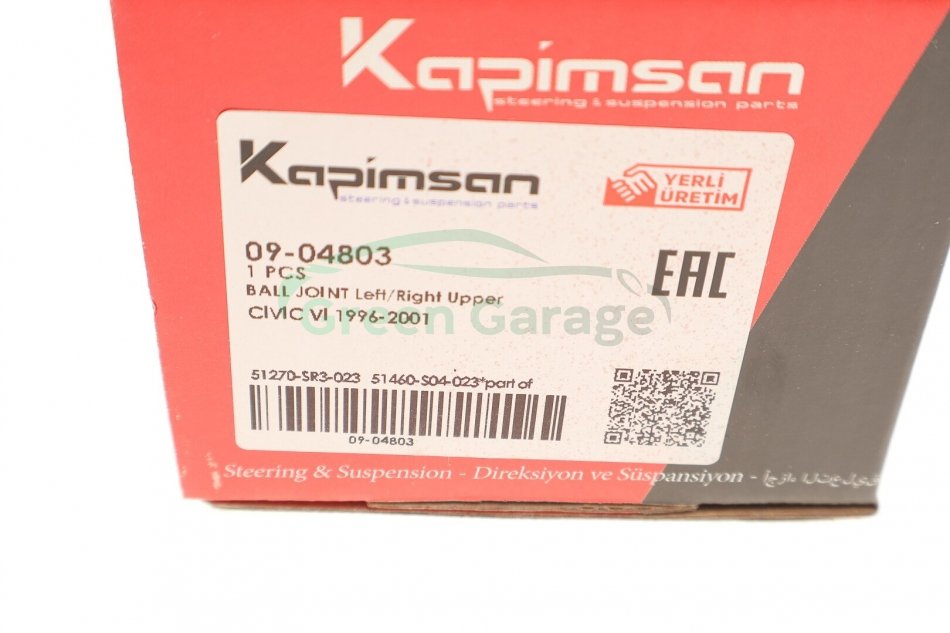 Kapimsan
steering & suspension parts
Kapimsan
steering & suspension parts
YERLİ
ÜRETİM
09-04803
1 PCS
BALL JOINT Left/Right Upper
CIVIC VI 1996-2001
EAC
Green Garage
51270-SR3-023 51460-S04-023*part of
09-04803
Steering & Suspension - Direksiyon ve Süspansiyon -